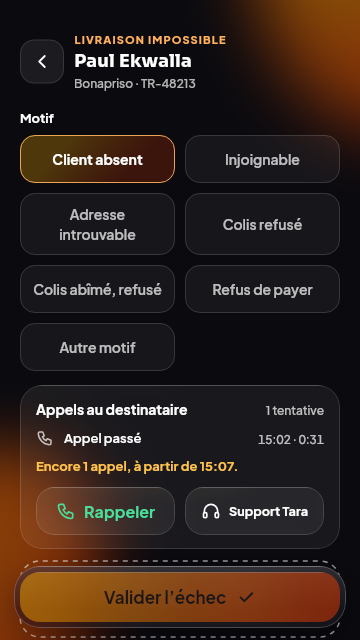 LIVRAISON IMPOSSIBLE
Paul Ekwalla
Bonapriso · TR-48213
Motif
Client absent
Injoignable
Adresse
introuvable
Colis refusé
Colis abîmé, refusé
Refus de payer
Autre motif
Appels au destinataire
1 tentative
Appel passé
15:02 · 0:31
Encore 1 appel, à partir de 15:07.
Rappeler
Support Tara
Valider l’échec